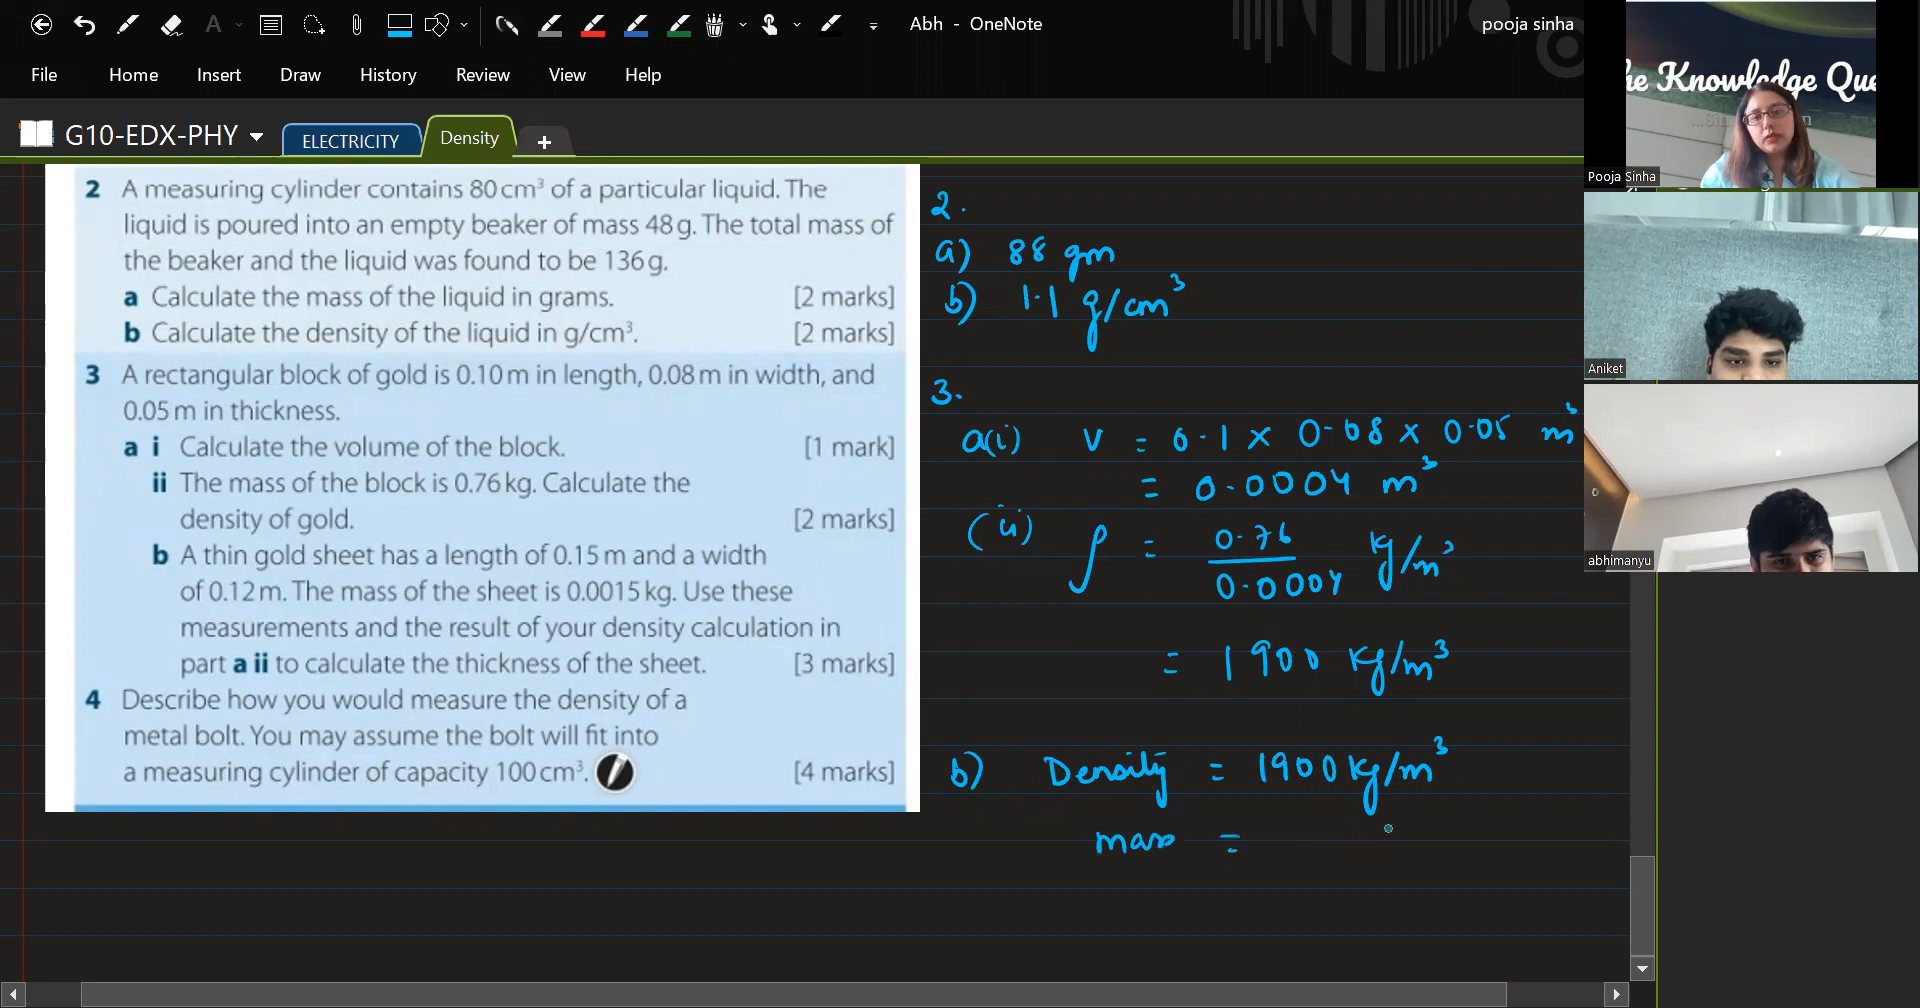 Abh - OneNote
pooja sinha
File Home Insert Draw History Review View Help
G10-EDX-PHY
ELECTRICITY
Density
+
2 A measuring cylinder contains 80 cm³ of a particular liquid. The
liquid is poured into an empty beaker of mass 48 g. The total mass of
the beaker and the liquid was found to be 136 g.
a Calculate the mass of the liquid in grams. [2 marks]
b Calculate the density of the liquid in g/cm³. [2 marks]
3 A rectangular block of gold is 0.10 m in length, 0.08 m in width, and
0.05 m in thickness.
a i Calculate the volume of the block. [1 mark]
ii The mass of the block is 0.76 kg. Calculate the
density of gold. [2 marks]
b A thin gold sheet has a length of 0.15 m and a width
of 0.12 m. The mass of the sheet is 0.0015 kg. Use these
measurements and the result of your density calculation in
part a ii to calculate the thickness of the sheet. [3 marks]
4 Describe how you would measure the density of a
metal bolt. You may assume the bolt will fit into
a measuring cylinder of capacity 100 cm³. [4 marks]
2.
a) 88 gm
b) 1.1 g/cm³
3.
a(i) V = 0.1 × 0.08 × 0.05 m³
= 0.0004 m³
(ii) ρ = 0.76
0.0004 kg/m³
= 1900 kg/m³
b) Density = 1900 kg/m³
mass =
he Knowledge Que
Pooja Sinha
Aniket
abhimanyu